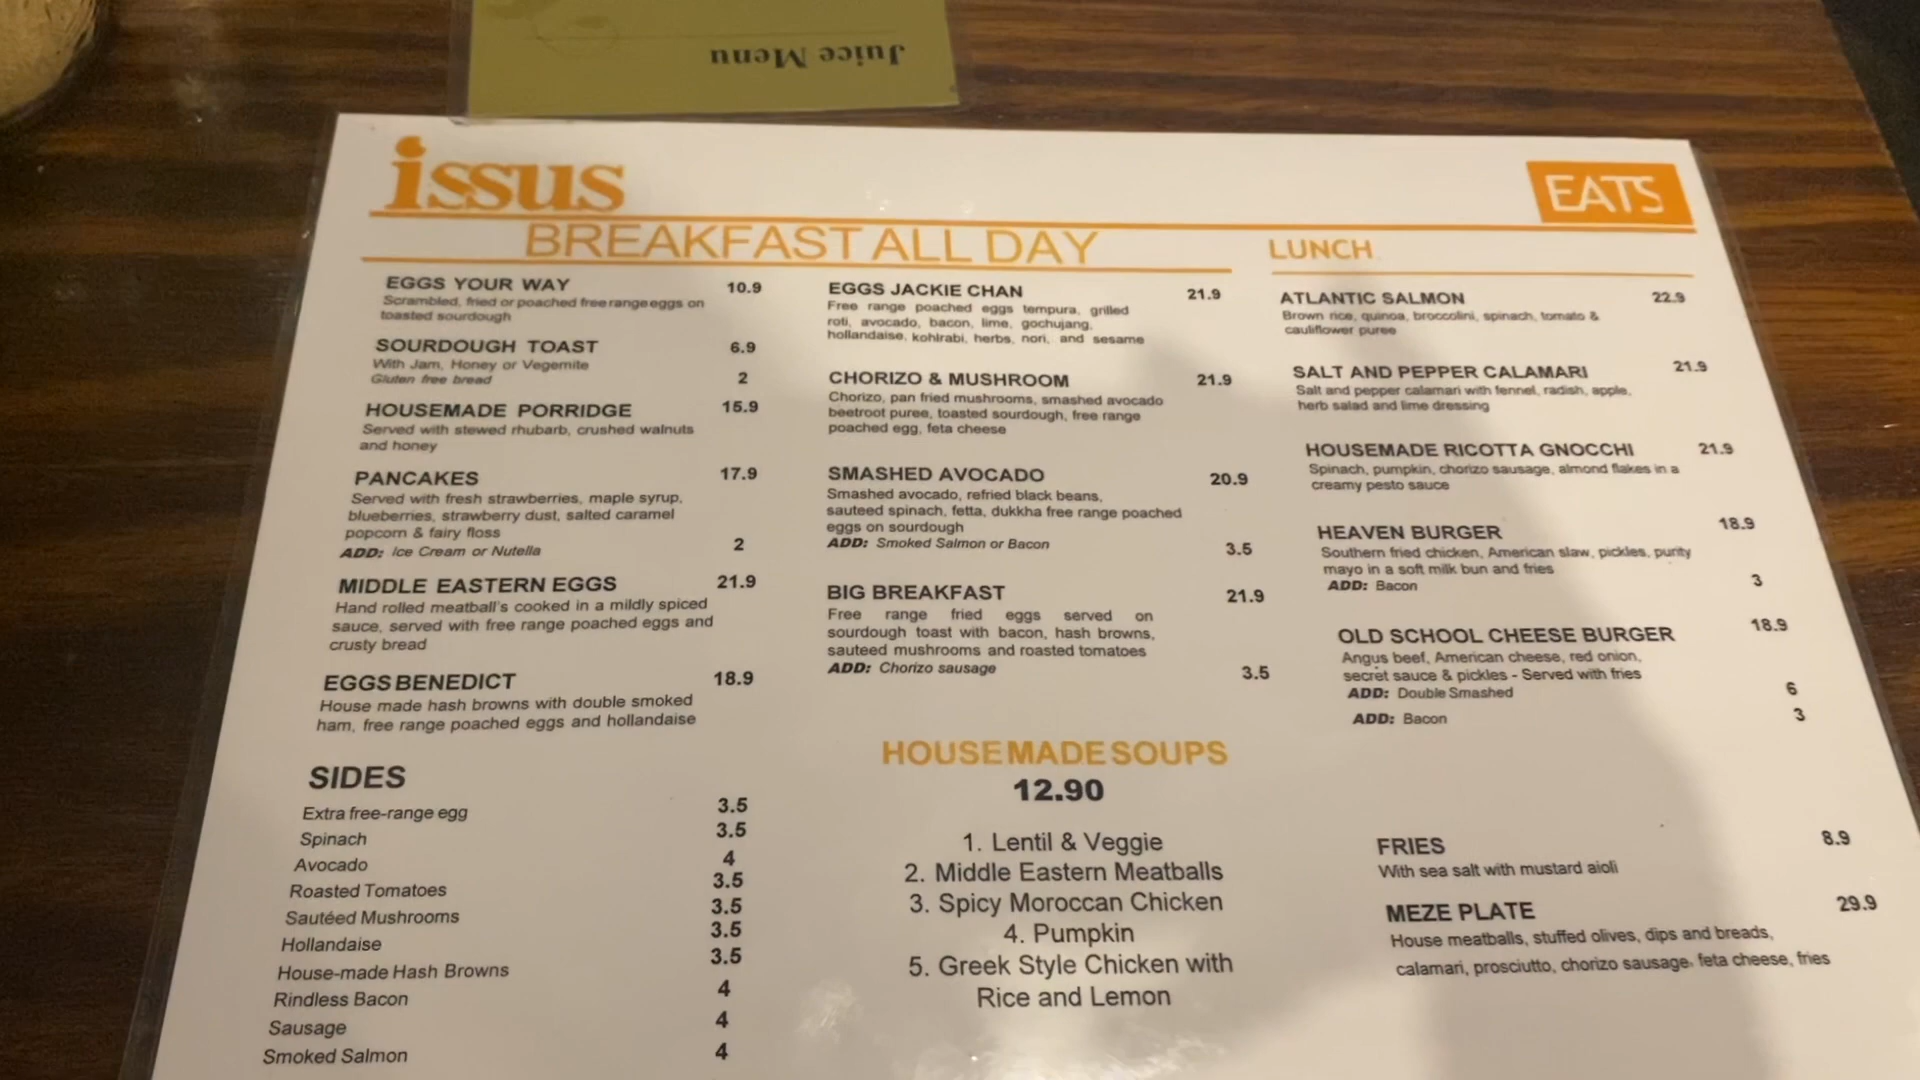 Juice Menu
issus
EATS
BREAKFAST ALL DAY
EGGS YOUR WAY 10.9
Scrambled, fried or poached free range eggs on
toasted sourdough
SOURDOUGH TOAST 6.9
With Jam, Honey or Vegemite
Gluten free bread 2
HOUSEMADE PORRIDGE 15.9
Served with stewed rhubarb, crushed walnuts
and honey
PANCAKES 17.9
Served with fresh strawberries, maple syrup,
blueberries, strawberry dust, salted caramel
popcorn & fairy floss
ADD: Ice Cream or Nutella 2
MIDDLE EASTERN EGGS 21.9
Hand rolled meatball's cooked in a mildly spiced
sauce, served with free range poached eggs and
crusty bread
EGGS BENEDICT 18.9
House made hash browns with double smoked
ham, free range poached eggs and hollandaise
SIDES
Extra free-range egg 3.5
Spinach 3.5
Avocado 4
Roasted Tomatoes 3.5
Sautéed Mushrooms 3.5
Hollandaise 3.5
House-made Hash Browns 3.5
Rindless Bacon 4
Sausage 4
Smoked Salmon 4
EGGS JACKIE CHAN 21.9
Free range poached eggs tempura, grilled
roti, avocado, bacon, lime, gochujang,
hollandaise, kohlrabi, herbs, nori, and sesame
CHORIZO & MUSHROOM 21.9
Chorizo, pan fried mushrooms, smashed avocado
beetroot puree, toasted sourdough, free range
poached egg, feta cheese
SMASHED AVOCADO 20.9
Smashed avocado, refried black beans,
sauteed spinach, fetta, dukkha free range poached
eggs on sourdough
ADD: Smoked Salmon or Bacon 3.5
BIG BREAKFAST 21.9
Free range fried eggs served on
sourdough toast with bacon, hash browns,
sauteed mushrooms and roasted tomatoes
ADD: Chorizo sausage 3.5
HOUSEMADE SOUPS
12.90
1. Lentil & Veggie
2. Middle Eastern Meatballs
3. Spicy Moroccan Chicken
4. Pumpkin
5. Greek Style Chicken with
Rice and Lemon
LUNCH
ATLANTIC SALMON 22.9
Brown rice, quinoa, broccolini, spinach, tomato &
cauliflower puree
SALT AND PEPPER CALAMARI 21.9
Salt and pepper calamari with fennel, radish, apple,
herb salad and lime dressing
HOUSEMADE RICOTTA GNOCCHI 21.9
Spinach, pumpkin, chorizo sausage, almond flakes in a
creamy pesto sauce
HEAVEN BURGER 18.9
Southern fried chicken, American slaw, pickles, purity
mayo in a soft milk bun and fries
ADD: Bacon 3
OLD SCHOOL CHEESE BURGER 18.9
Angus beef, American cheese, red onion,
secret sauce & pickles - Served with fries
ADD: Double Smashed 6
ADD: Bacon 3
FRIES 8.9
With sea salt with mustard aioli
MEZE PLATE 29.9
House meatballs, stuffed olives, dips and breads,
calamari, prosciutto, chorizo sausage, feta cheese, fries